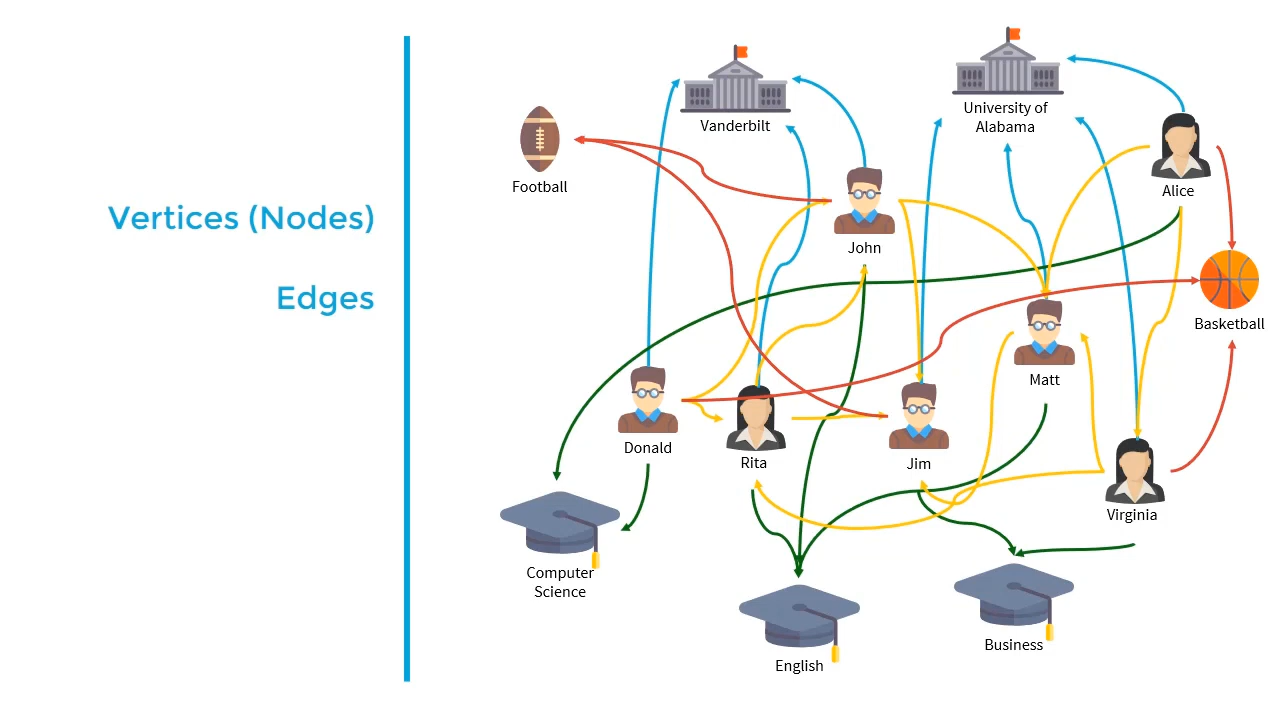 Vertices (Nodes)
Edges
Vanderbilt
University of
Alabama
Football
Alice
John
Basketball
Matt
Donald
Rita
Jim
Virginia
Computer
Science
English
Business